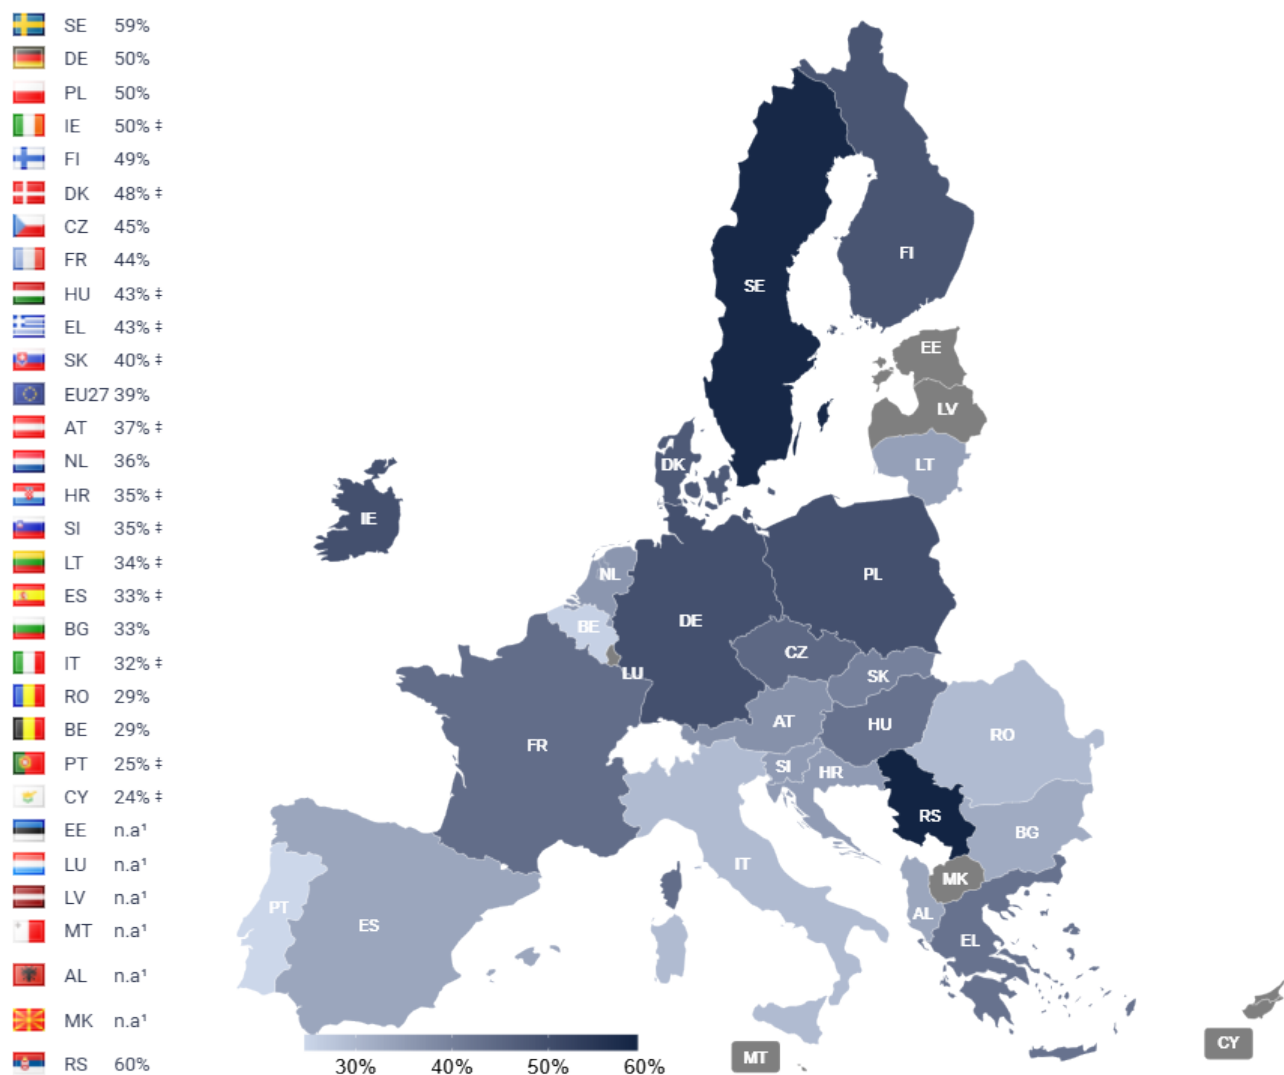 SE 59%
DE 50%
PL 50%
IE 50% ‡
FI 49%
DK 48% ‡
CZ 45%
FR 44%
HU 43% ‡
EL 43% ‡
SK 40% ‡
EU27 39%
AT 37% ‡
NL 36%
HR 35% ‡
SI 35% ‡
LT 34% ‡
ES 33% ‡
BG 33%
IT 32% ‡
RO 29%
BE 29%
PT 25% ‡
CY 24% ‡
EE n.a¹
LU n.a¹
LV n.a¹
MT n.a¹
AL n.a¹
MK n.a¹
RS 60%
FI
SE
EE
LV
LT
DK
IE
NL
PL
BE
DE
CZ
LU
SK
AT
HU
FR
RO
SI
HR
RS
BG
IT
MK
PT
AL
ES
EL
CY
MT
30% 40% 50% 60%